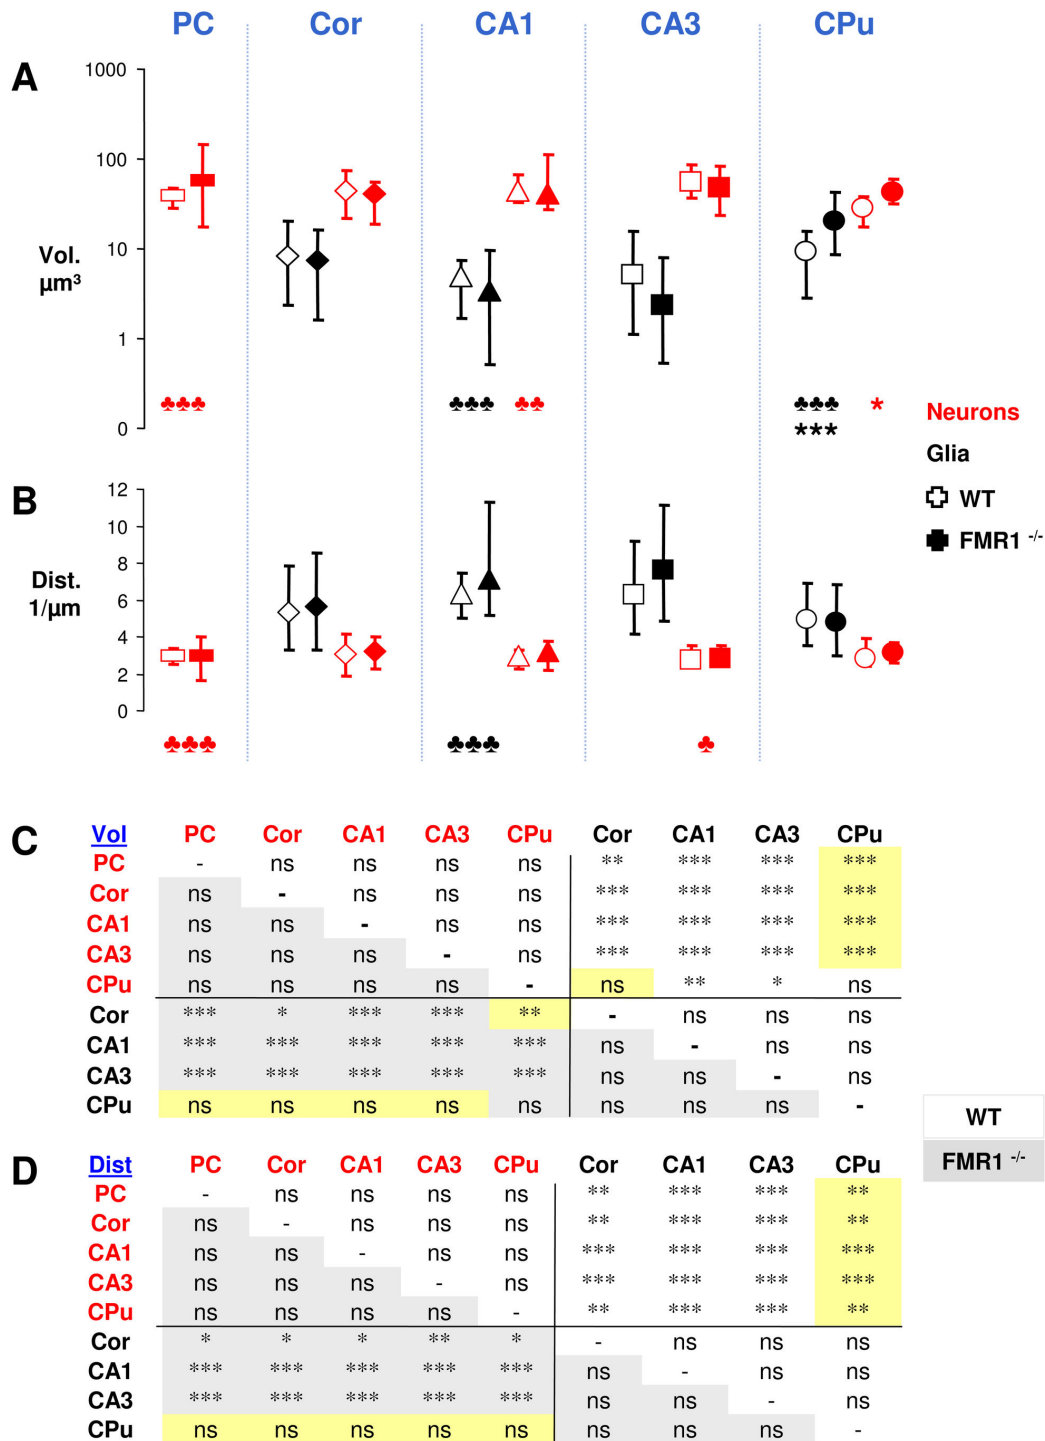 PC Cor CA1 CA3 CPu
A
1000
100
10
1
0
Vol.
µm³
♣♣♣ ♣♣♣ ♣♣ ♣♣♣ *
***
Neurons
Glia
WT
FMR1 -/-
B
12
10
8
6
4
2
0
Dist.
1/µm
♣♣♣ ♣♣♣ ♣
C Vol PC Cor CA1 CA3 CPu Cor CA1 CA3 CPu
PC - ns ns ns ns ** *** *** ***
Cor ns - ns ns ns *** *** *** ***
CA1 ns ns - ns ns *** *** *** ***
CA3 ns ns ns - ns *** *** *** ***
CPu ns ns ns ns - ns ** * ns
Cor *** * *** *** ** - ns ns ns
CA1 *** *** *** *** *** ns - ns ns
CA3 *** *** *** *** *** ns ns - ns
CPu ns ns ns ns ns ns ns ns -
WT
FMR1 -/-
D Dist PC Cor CA1 CA3 CPu Cor CA1 CA3 CPu
PC - ns ns ns ns ** *** *** **
Cor ns - ns ns ns ** *** *** **
CA1 ns ns - ns ns *** *** *** ***
CA3 ns ns ns - ns *** *** *** ***
CPu ns ns ns ns - ** *** *** **
Cor * * * ** * - ns ns ns
CA1 *** *** *** *** *** ns - ns ns
CA3 *** *** *** *** *** ns ns - ns
CPu ns ns ns ns ns ns ns ns -